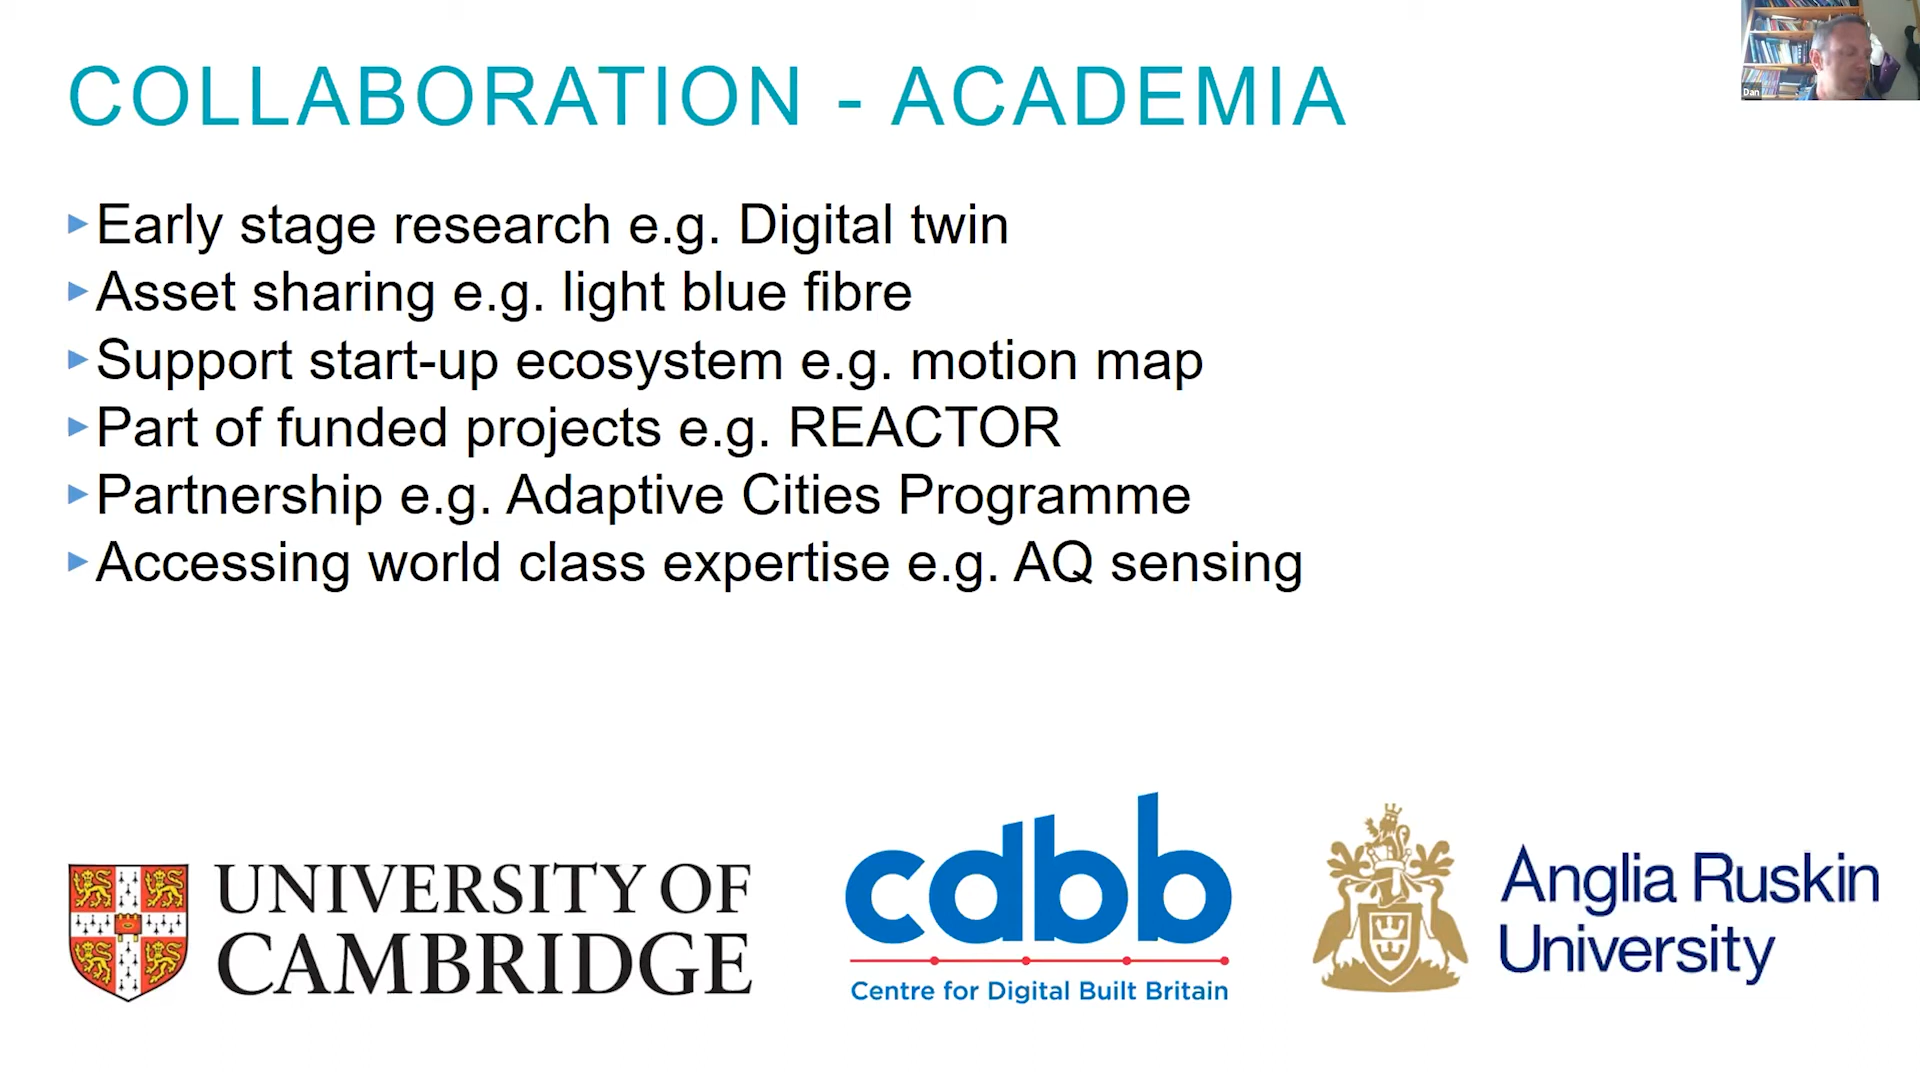 COLLABORATION - ACADEMIA
Dan
Early stage research e.g. Digital twin
Asset sharing e.g. light blue fibre
Support start-up ecosystem e.g. motion map
Part of funded projects e.g. REACTOR
Partnership e.g. Adaptive Cities Programme
Accessing world class expertise e.g. AQ sensing
UNIVERSITY OF
CAMBRIDGE
cdbb
Centre for Digital Built Britain
Anglia Ruskin
University